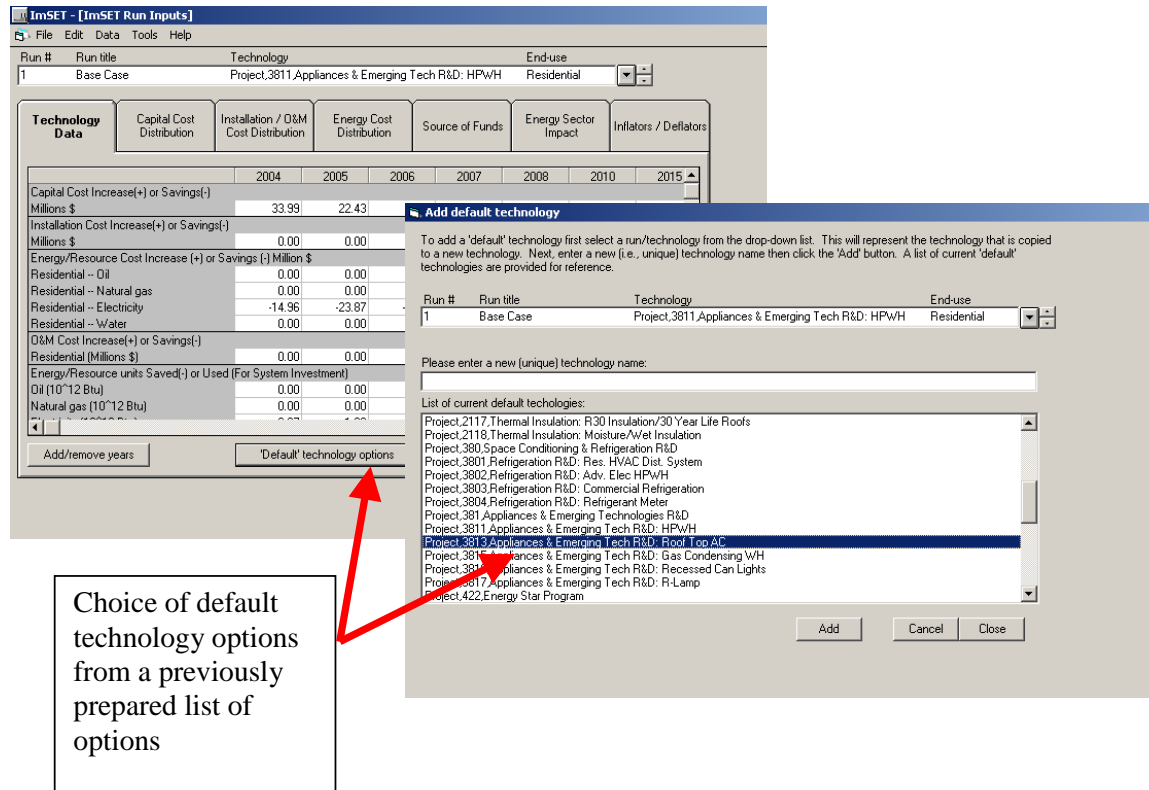 ImSET - [ImSET Run Inputs]
File Edit Data Tools Help
Run # Run title Technology End-use
1 Base Case Project,3811,Appliances & Emerging Tech R&D: HPWH Residential
Technology Data
Capital Cost Distribution
Installation / O&M Cost Distribution
Energy Cost Distribution
Source of Funds
Energy Sector Impact
Inflators / Deflators
2004 2005 2006 2007 2008 2010 2015
Capital Cost Increase(+) or Savings(-)
Millions $ 33.99 22.43
Installation Cost Increase(+) or Savings(-)
Millions $ 0.00 0.00
Energy/Resource Cost Increase (+) or Savings (-) Million $
Residential -- Oil 0.00 0.00
Residential -- Natural gas 0.00 0.00
Residential -- Electricity -14.96 -23.87
Residential -- Water 0.00 0.00
O&M Cost Increase(+) or Savings(-)
Residential (Millions $) 0.00 0.00
Energy/Resource units Saved(-) or Used (For System Investment)
Oil (10^12 Btu) 0.00 0.00
Natural gas (10^12 Btu) 0.00 0.00
Add/remove years
'Default' technology options
Add default technology
To add a 'default' technology first select a run/technology from the drop-down list. This will represent the technology that is copied
to a new technology. Next, enter a new (i.e., unique) technology name then click the 'Add' button. A list of current 'default'
technologies are provided for reference.
Run # Run title Technology End-use
1 Base Case Project,3811,Appliances & Emerging Tech R&D: HPWH Residential
Please enter a new (unique) technology name:
List of current default techologies:
Project,2117,Thermal Insulation: R30 Insulation/30 Year Life Roofs
Project,2118,Thermal Insulation: Moisture/Wet Insulation
Project,380,Space Conditioning & Refrigeration R&D
Project,3801,Refrigeration R&D: Res. HVAC Dist. System
Project,3802,Refrigeration R&D: Adv. Elec HPWH
Project,3803,Refrigeration R&D: Commercial Refrigeration
Project,3804,Refrigeration R&D: Refrigerant Meter
Project,381,Appliances & Emerging Technologies R&D
Project,3811,Appliances & Emerging Tech R&D: HPWH
Project,3813,Appliances & Emerging Tech R&D: Roof Top AC
Appliances & Emerging Tech R&D: Gas Condensing WH
Appliances & Emerging Tech R&D: Recessed Can Lights
Project,3817,Appliances & Emerging Tech R&D: R-Lamp
Project,422,Energy Star Program
Add Cancel Close
Choice of default
technology options
from a previously
prepared list of
options